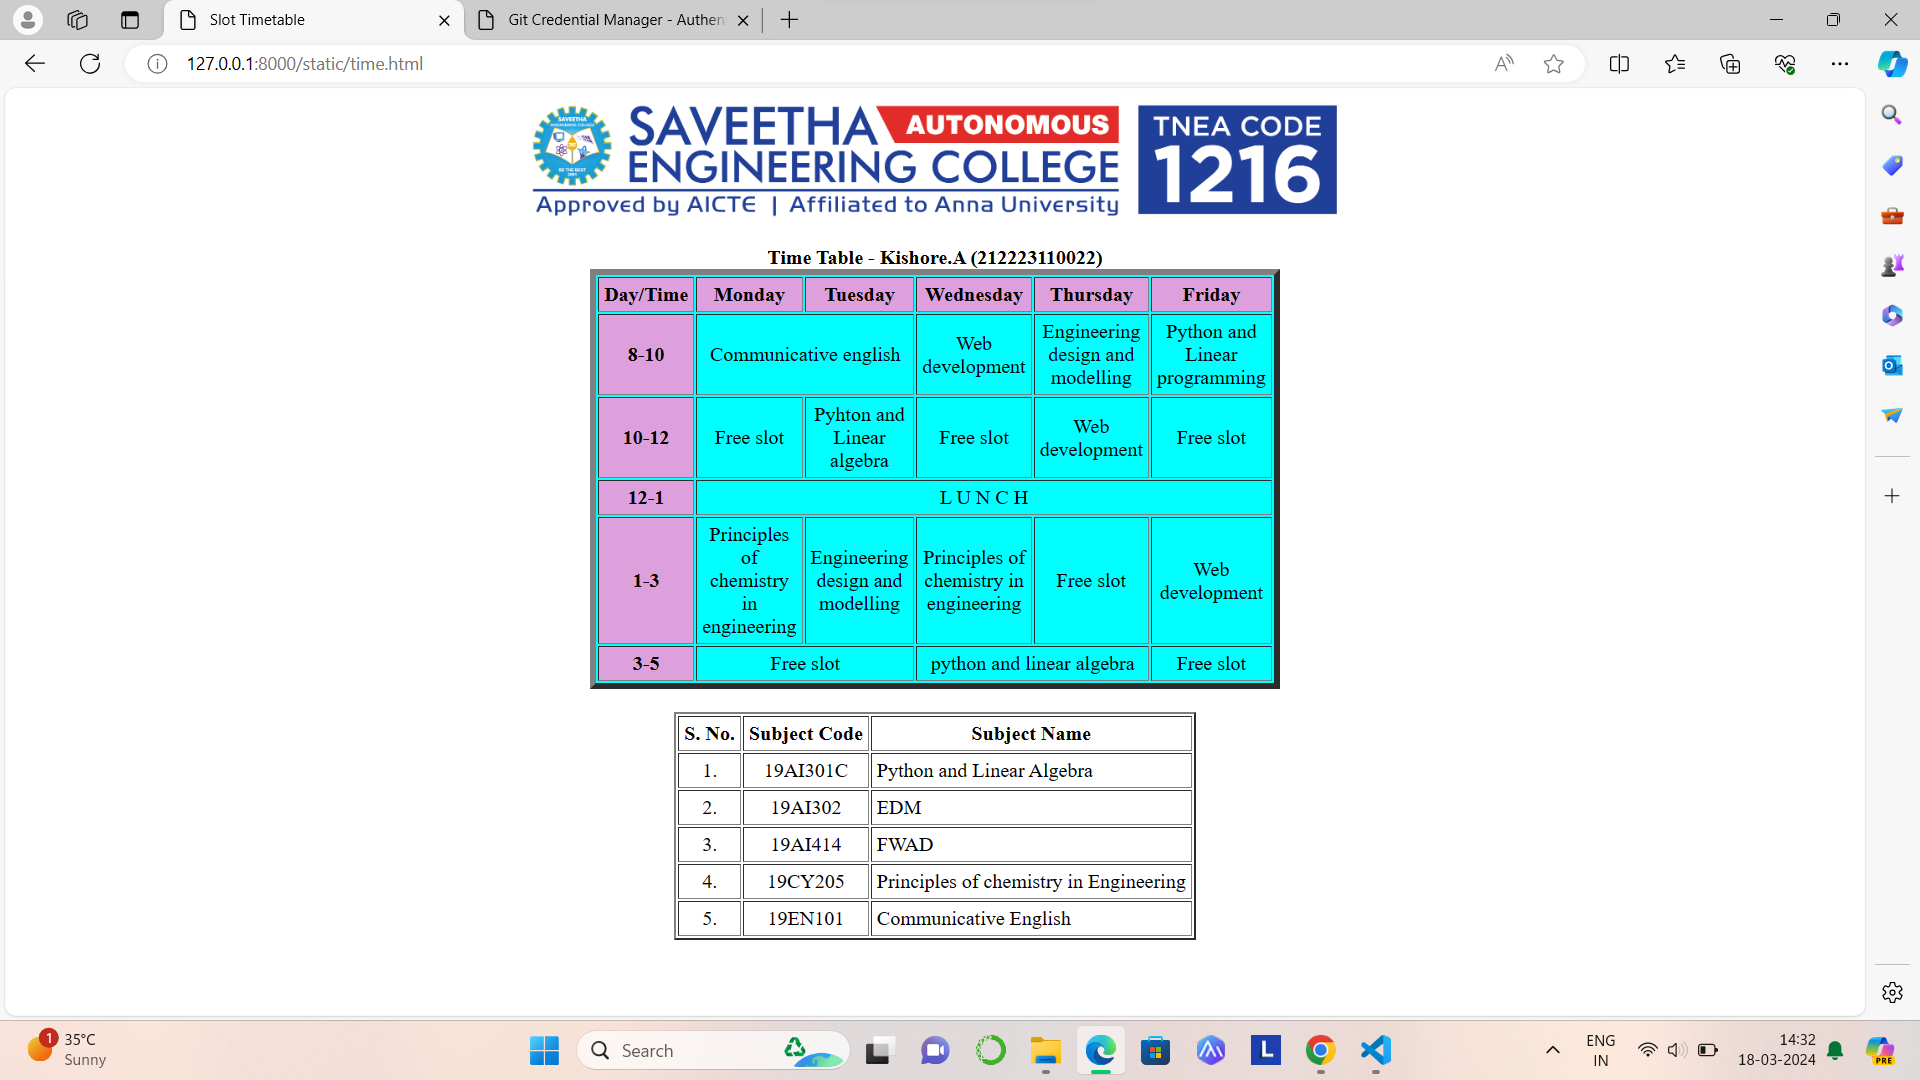 Slot Timetable
Git Credential Manager - Authen
127.0.0.1:8000/static/time.html
SAVEETHA AUTONOMOUS
ENGINEERING COLLEGE
Approved by AICTE | Affiliated to Anna University
TNEA CODE
1216
Time Table - Kishore.A (212223110022)
Day/Time Monday Tuesday Wednesday Thursday Friday
8-10
Communicative english
Web
development
Engineering
design and
modelling
Python and
Linear
programming
10-12
Free slot
Pyhton and
Linear
algebra
Free slot
Web
development
Free slot
12-1
L U N C H
1-3
Principles
of
chemistry
in
engineering
Engineering
design and
modelling
Principles of
chemistry in
engineering
Free slot
Web
development
3-5
Free slot
python and linear algebra
Free slot
S. No. Subject Code Subject Name
1. 19AI301C Python and Linear Algebra
2. 19AI302 EDM
3. 19AI414 FWAD
4. 19CY205 Principles of chemistry in Engineering
5. 19EN101 Communicative English
1
35°C
Sunny
Search
L
ENG
IN
14:32
18-03-2024
PRE